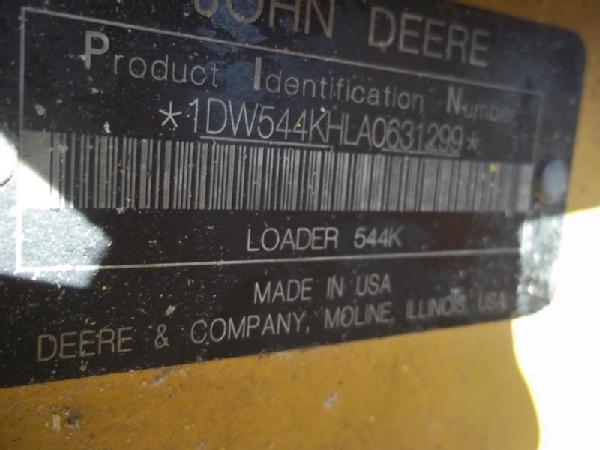 JOHN DEERE
Product Identification Number
*1DW544KHLA0631299*
LOADER 544K
MADE IN USA
DEERE & COMPANY, MOLINE, ILLINOIS, USA